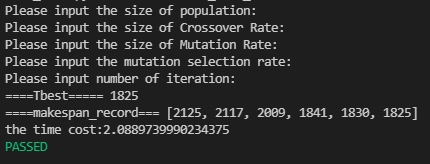 Please input the size of population:
Please input the size of Crossover Rate:
Please input the size of Mutation Rate:
Please input the mutation selection rate:
Please input number of iteration:
====Tbest===== 1825
====makespan_record=== [2125, 2117, 2009, 1841, 1830, 1825]
the time cost:2.0889739990234375
PASSED